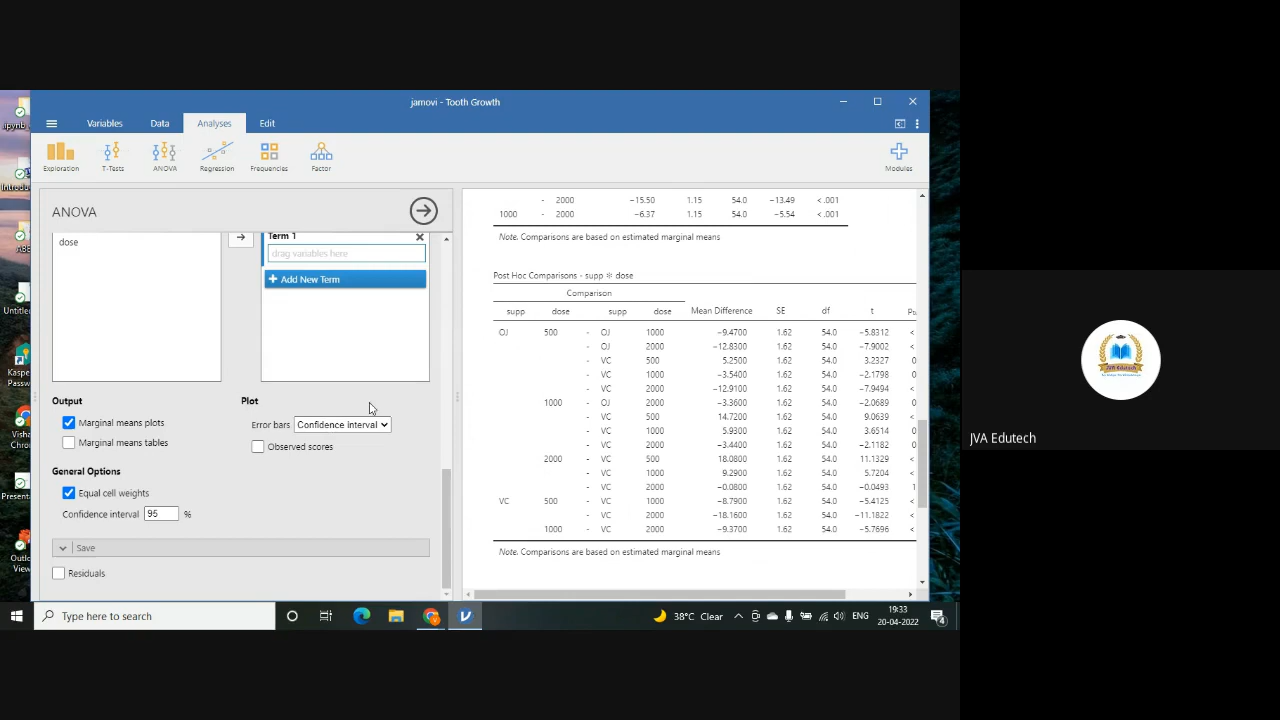 jamovi - Tooth Growth
Variables Data Analyses Edit
Exploration T-Tests ANOVA Regression Frequencies Factor Modules
ANOVA
dose
Term 1
drag variables here
Add New Term
Output
Marginal means plots
Marginal means tables
Plot
Error bars Confidence interval
Observed scores
General Options
Equal cell weights
Confidence interval 95 %
Save
Residuals
- 2000 −15.50 1.15 54.0 −13.49 < .001
1000 - 2000 −6.37 1.15 54.0 −5.54 < .001
Note. Comparisons are based on estimated marginal means
Post Hoc Comparisons - supp ✻ dose
Comparison
supp dose supp dose Mean Difference SE df t
OJ 500 - OJ 1000 −9.4700 1.62 54.0 −5.8312 <
- OJ 2000 −12.8300 1.62 54.0 −7.9002 <
- VC 500 5.2500 1.62 54.0 3.2327 0
- VC 1000 −3.5400 1.62 54.0 −2.1798 0
- VC 2000 −12.9100 1.62 54.0 −7.9494 <
1000 - OJ 2000 −3.3600 1.62 54.0 −2.0689 0
- VC 500 14.7200 1.62 54.0 9.0639 <
- VC 1000 5.9300 1.62 54.0 3.6514 0
- VC 2000 −3.4400 1.62 54.0 −2.1182 0
2000 - VC 500 18.0800 1.62 54.0 11.1329 <
- VC 1000 9.2900 1.62 54.0 5.7204 <
- VC 2000 −0.0800 1.62 54.0 −0.0493 1
VC 500 - VC 1000 −8.7900 1.62 54.0 −5.4125 <
- VC 2000 −18.1600 1.62 54.0 −11.1822 <
1000 - VC 2000 −9.3700 1.62 54.0 −5.7696 <
Note. Comparisons are based on estimated marginal means
Type here to search
38°C Clear
ENG
19:33
20-04-2022
4
JVA Edutech